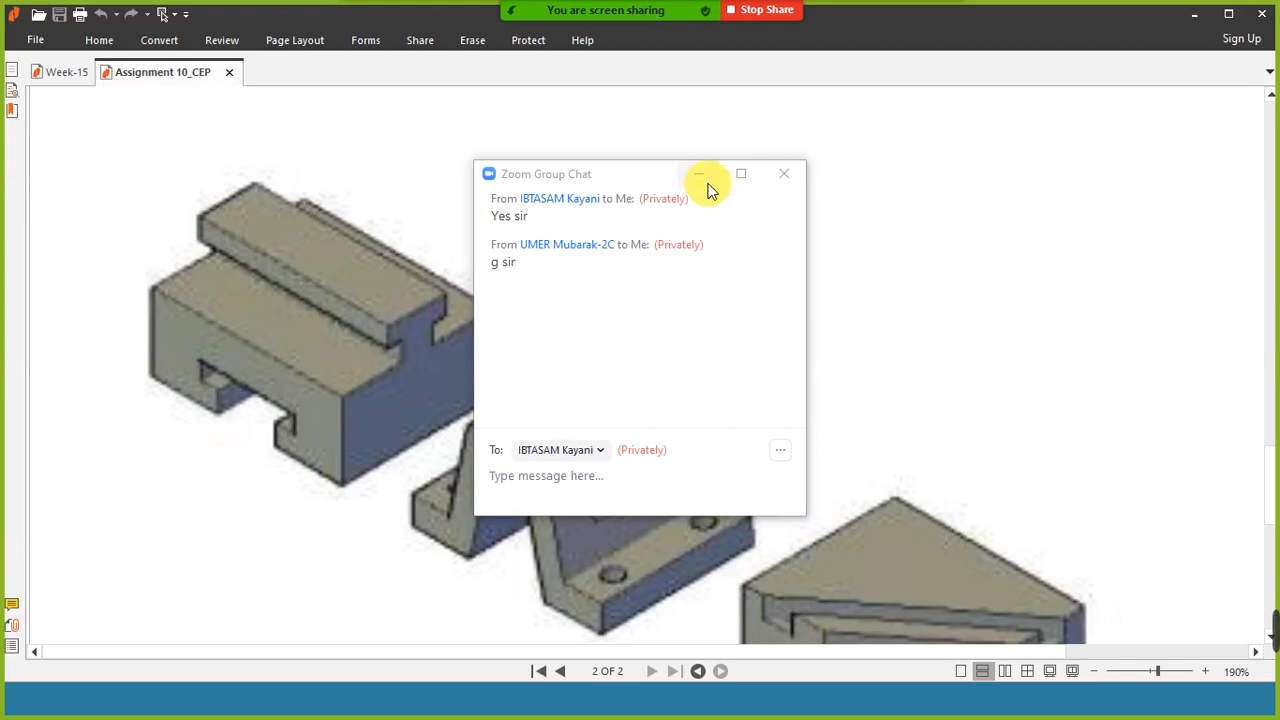 You are screen sharing
Stop Share
File
Home
Convert
Review
Page Layout
Forms
Share
Erase
Protect
Help
Sign Up
Week-15
Assignment 10_CEP
Zoom Group Chat
From IBTASAM Kayani to Me: (Privately)
Yes sir
From UMER Mubarak-2C to Me: (Privately)
g sir
To: IBTASAM Kayani (Privately)
Type message here...
2 OF 2
190%